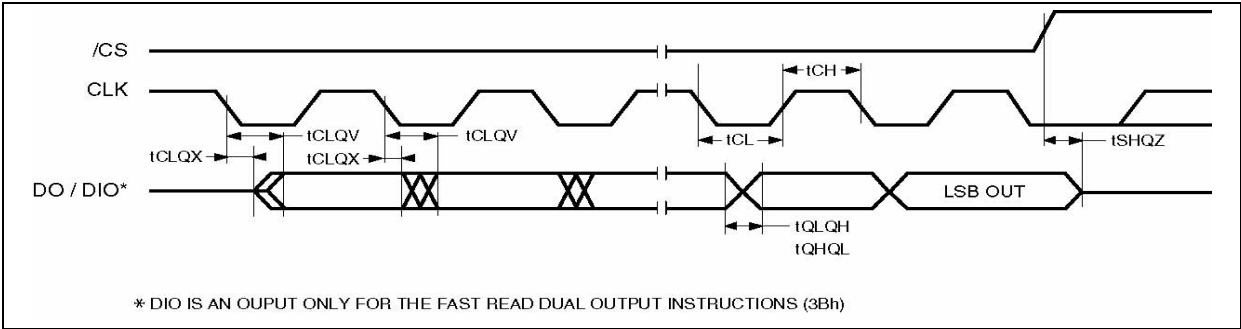 /CS
CLK
tCH
tCLQV
tCLQV
tCL
tSHQZ
tCLQX
tCLQX
DO / DIO*
LSB OUT
tQLQH
tQHQL
* DIO IS AN OUPUT ONLY FOR THE FAST READ DUAL OUTPUT INSTRUCTIONS (3Bh)